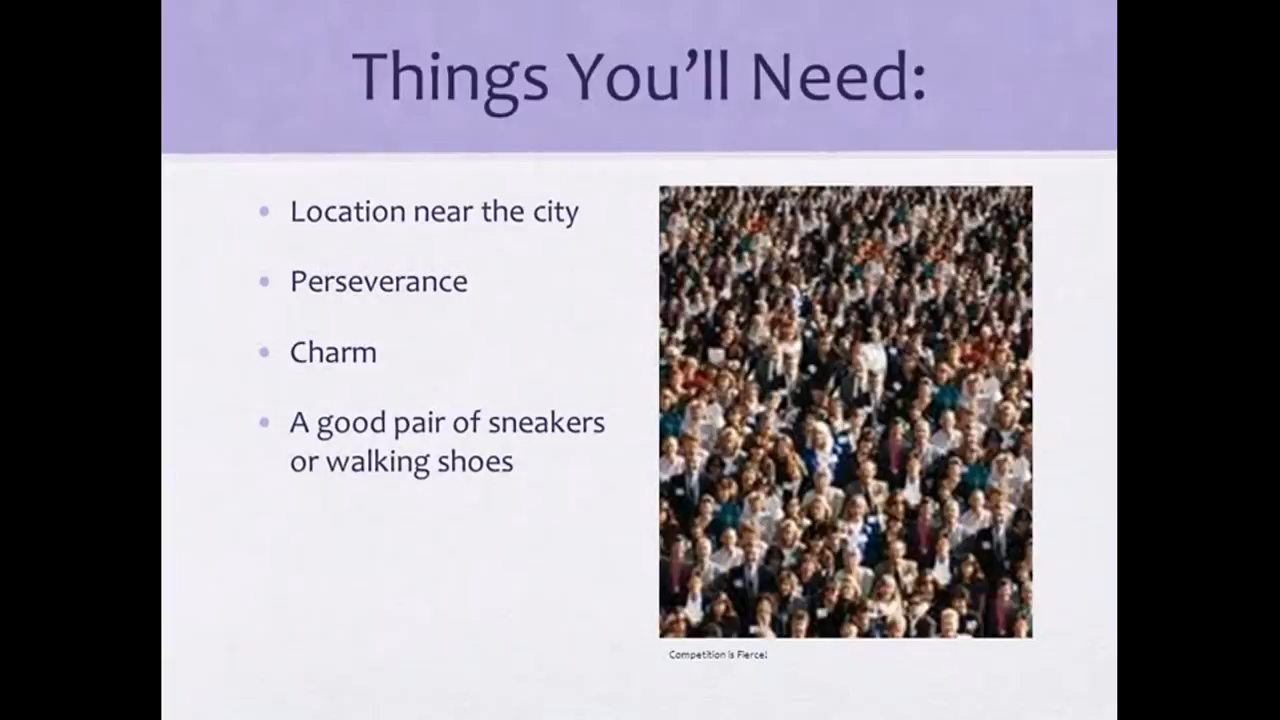 Things You’ll Need:
Location near the city
Perseverance
Charm
A good pair of sneakers
or walking shoes
Competition is Fierce!